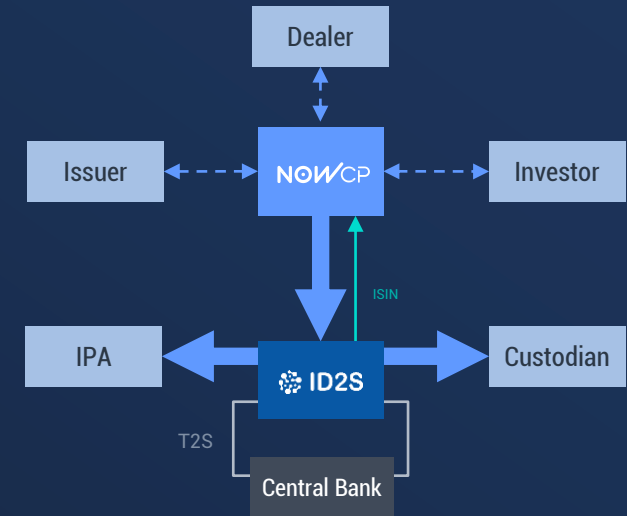 Dealer
Issuer
NOWCP
Investor
ISIN
IPA
ID2S
Custodian
T2S
Central Bank